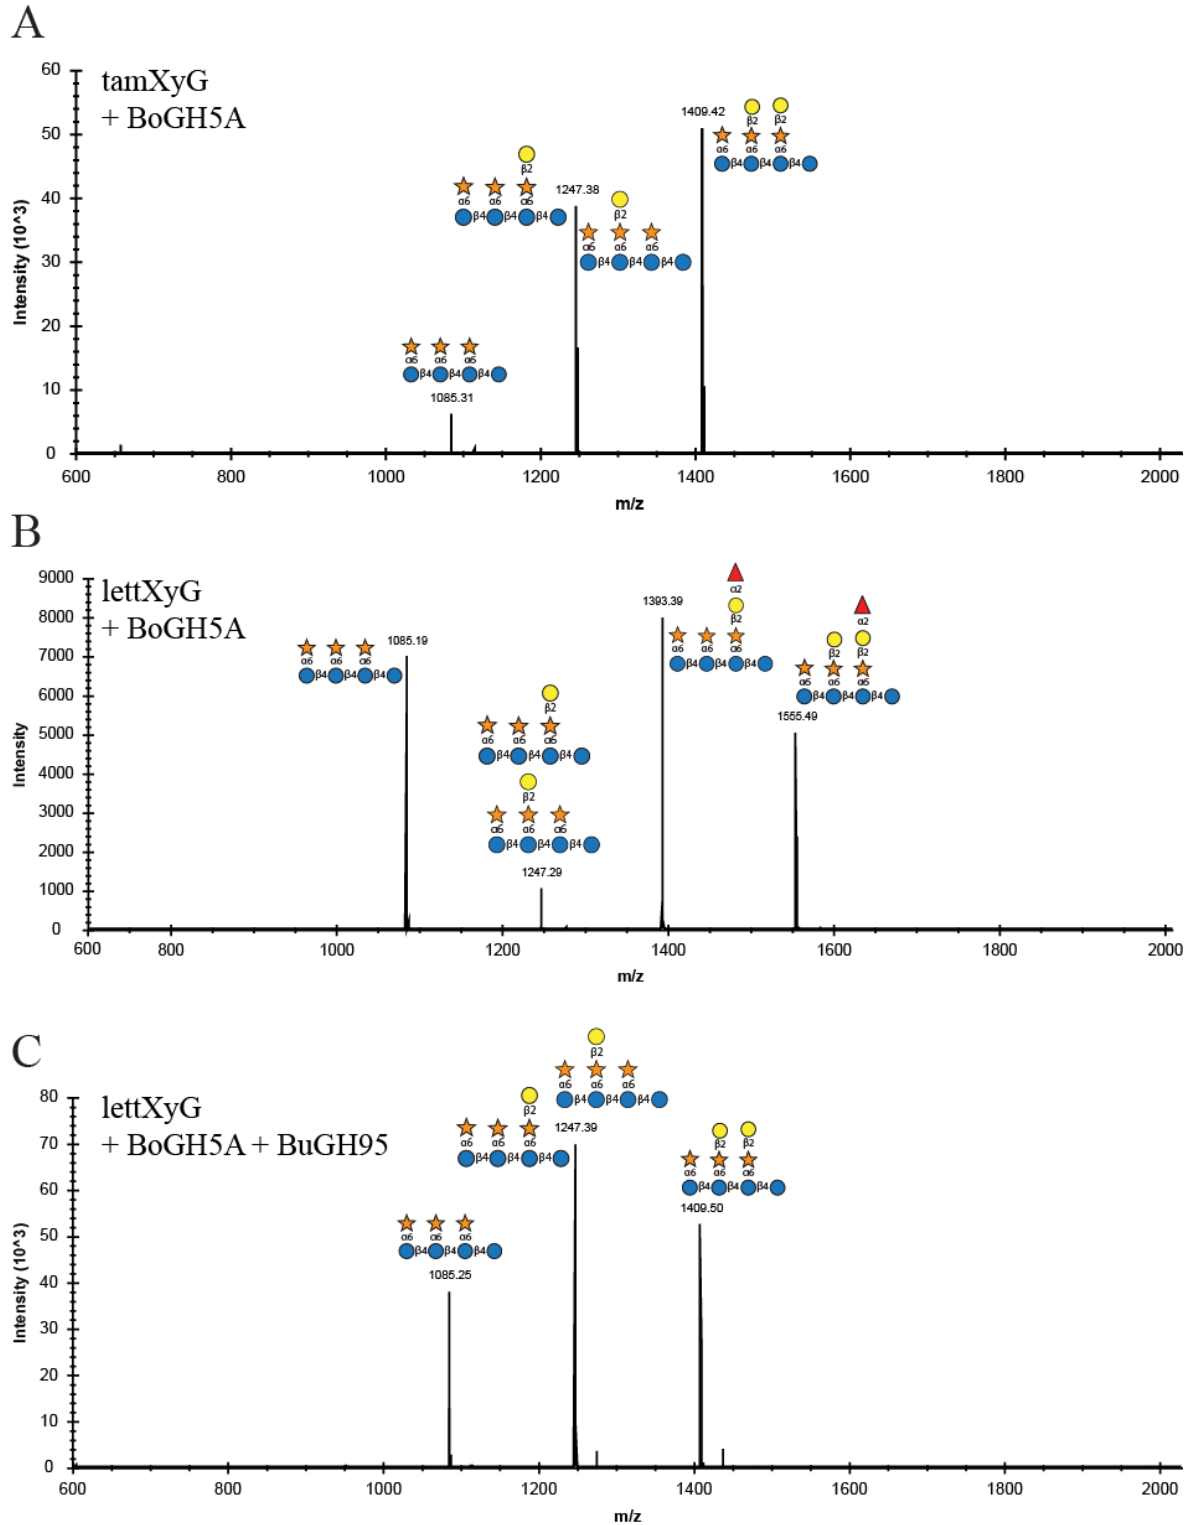 A
tamXyG
+ BoGH5A
60
50
40
30
20
10
0
Intensity (10^3)
1409.42
β2 β2
α6 α6 α6
β4 β4 β4
1247.38
β2
α6 α6 α6
β4 β4 β4
β2
α6 α6 α6
β4 β4 β4
α6 α6 α6
β4 β4 β4
1085.31
600 800 1000 1200 1400 1600 1800 2000
m/z
B
lettXyG
+ BoGH5A
9000
8000
7000
6000
5000
4000
3000
2000
1000
0
Intensity
1085.19
α6 α6 α6
β4 β4 β4
β2
α6 α6 α6
β4 β4 β4
β2
α6 α6 α6
β4 β4 β4
1247.29
1393.39
α2
β2
α6 α6 α6
β4 β4 β4
α2
β2 β2
α6 α6 α6
β4 β4 β4
1555.49
600 800 1000 1200 1400 1600 1800 2000
m/z
C
lettXyG
+ BoGH5A + BuGH95
80
70
60
50
40
30
20
10
0
Intensity (10^3)
α6 α6 α6
β4 β4 β4
1085.25
β2
α6 α6 α6
β4 β4 β4
β2
α6 α6 α6
β4 β4 β4
1247.39
β2 β2
α6 α6 α6
β4 β4 β4
1409.50
600 800 1000 1200 1400 1600 1800 2000
m/z